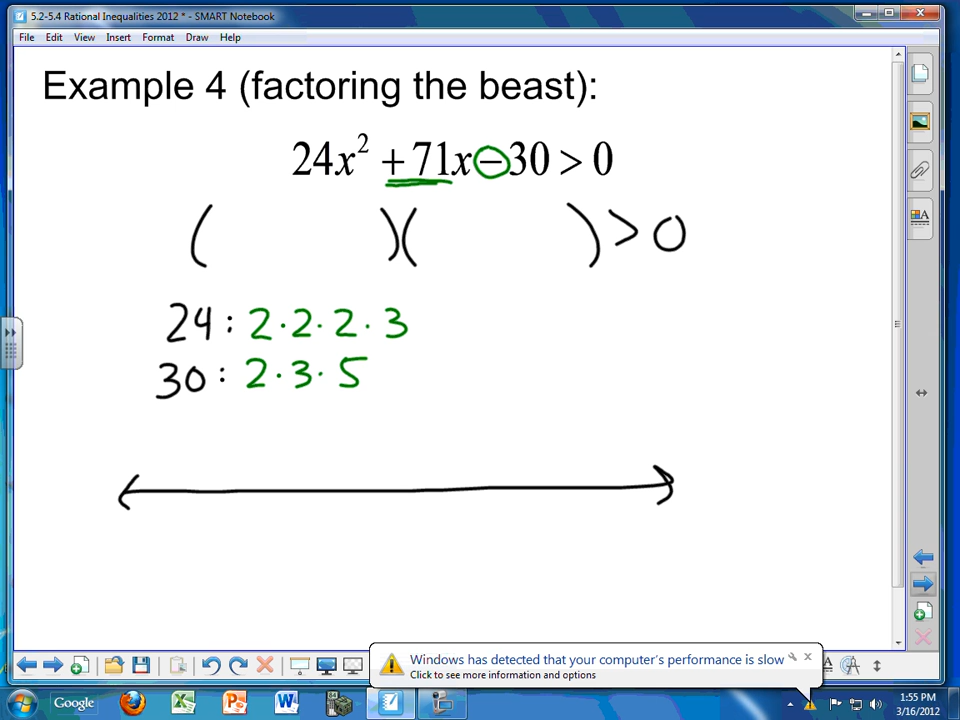 5.2-5.4 Rational Inequalities 2012 * - SMART Notebook
File Edit View Insert Format Draw Help
Example 4 (factoring the beast):
24x² + 71x − 30 > 0
( )( ) > 0
24 : 2 · 2 · 2 · 3
30 : 2 · 3 · 5
Windows has detected that your computer's performance is slow
Click to see more information and options
Google
1:55 PM
3/16/2012